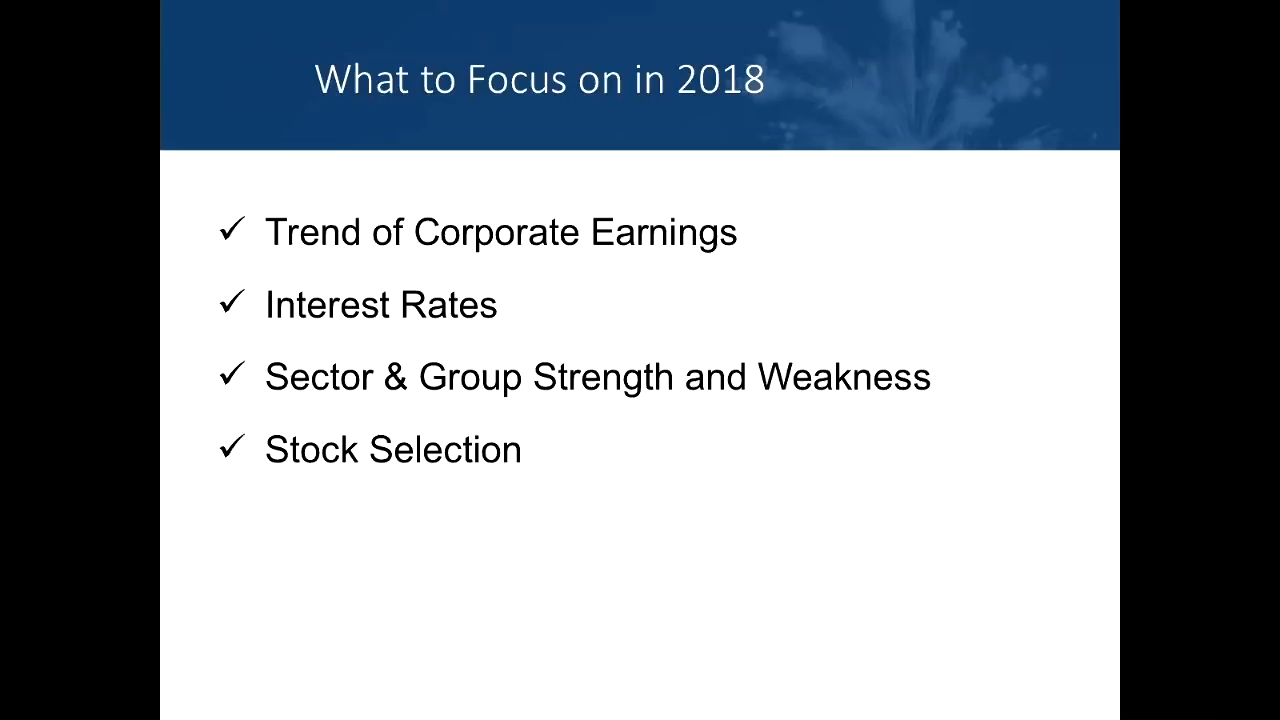 What to Focus on in 2018
✓ Trend of Corporate Earnings
✓ Interest Rates
✓ Sector & Group Strength and Weakness
✓ Stock Selection